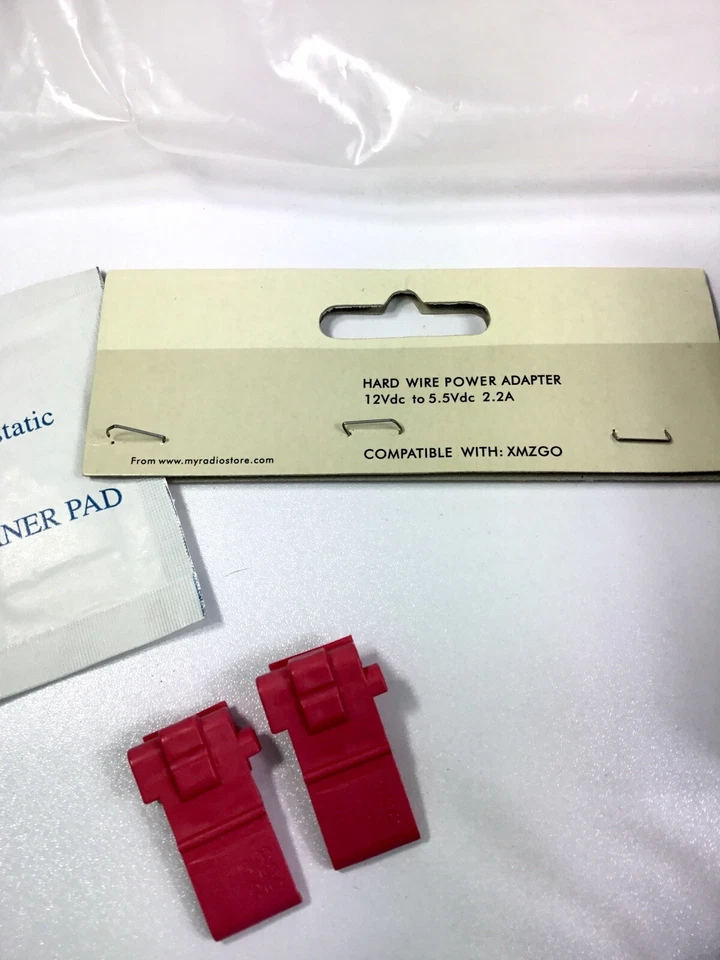 HARD WIRE POWER ADAPTER
12Vdc to 5.5Vdc 2.2A
COMPATIBLE WITH: XMZGO
From www.myradiostore.com
static
NER PAD